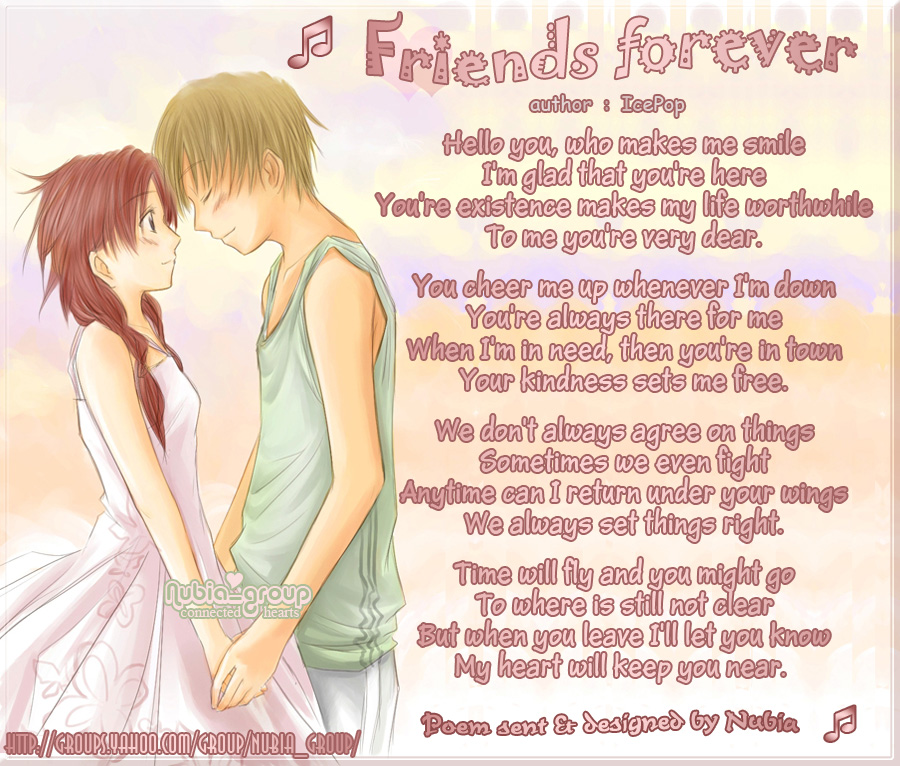 Friends forever
author : IcePop
Hello you, who makes me smile
I'm glad that you're here
You're existence makes my life worthwhile
To me you're very dear.
You cheer me up whenever I'm down
You're always there for me
When I'm in need, then you're in town
Your kindness sets me free.
We don't always agree on things
Sometimes we even fight
Anytime can I return under your wings
We always set things right.
Time will fly and you might go
To where is still not clear
But when you leave I'll let you know
My heart will keep you near.
Poem sent & designed by Nubia
Nubia_group
connected hearts
HTTP://GROUPS.YAHOO.COM/GROUP/NUBIA_GROUP/